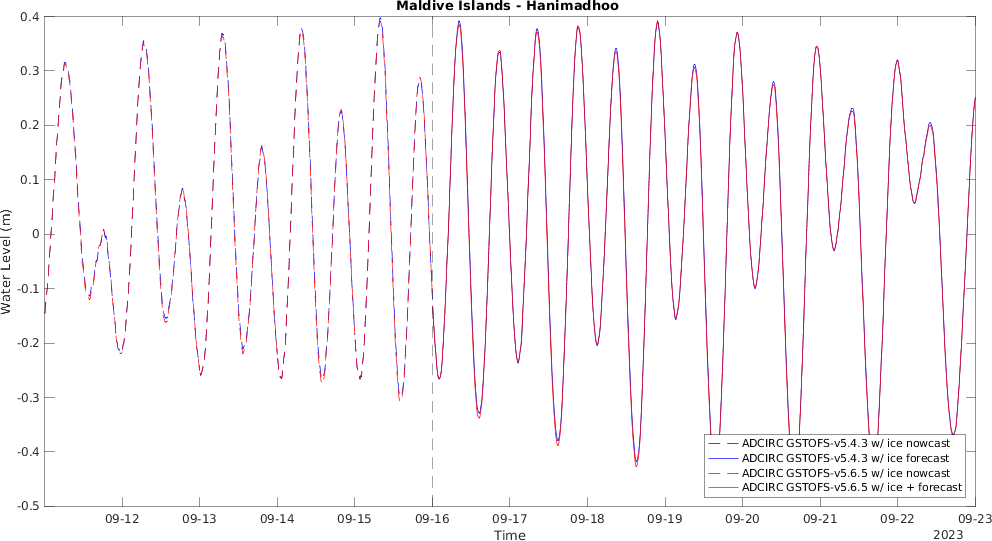 Maldive Islands - Hanimadhoo
0.4
0.3
0.2
0.1
0
-0.1
-0.2
-0.3
-0.4
-0.5
Water Level (m)
ADCIRC GSTOFS-v5.4.3 w/ ice nowcast
ADCIRC GSTOFS-v5.4.3 w/ ice forecast
ADCIRC GSTOFS-v5.6.5 w/ ice nowcast
ADCIRC GSTOFS-v5.6.5 w/ ice + forecast
09-12 09-13 09-14 09-15 09-16 09-17 09-18 09-19 09-20 09-21 09-22 09-23
Time
2023